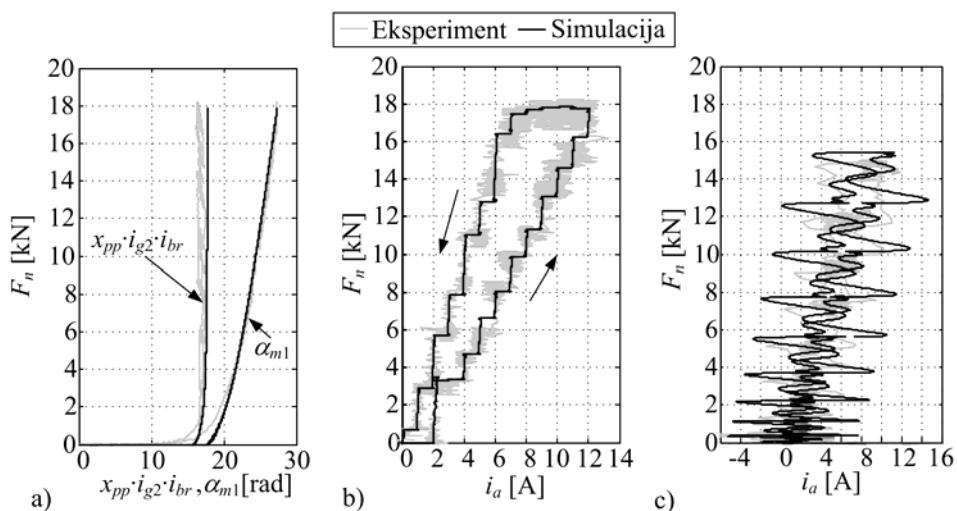 Eksperiment Simulacija
20
18
16
14
12
10
8
6
4
2
0
F_n [kN]
x_pp·i_g2·i_br
α_m1
0 10 20 30
x_pp·i_g2·i_br, α_m1[rad]
a)
20
18
16
14
12
10
8
6
4
2
0
F_n [kN]
0 2 4 6 8 10 12 14
i_a [A]
b)
20
18
16
14
12
10
8
6
4
2
0
F_n [kN]
-4 0 4 8 12 16
i_a [A]
c)